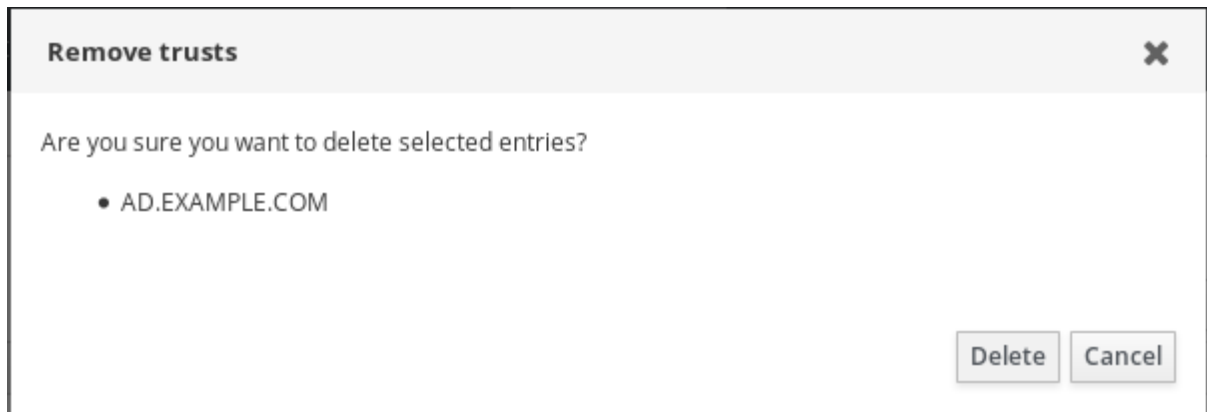 Remove trusts
Are you sure you want to delete selected entries?
• AD.EXAMPLE.COM
Delete Cancel